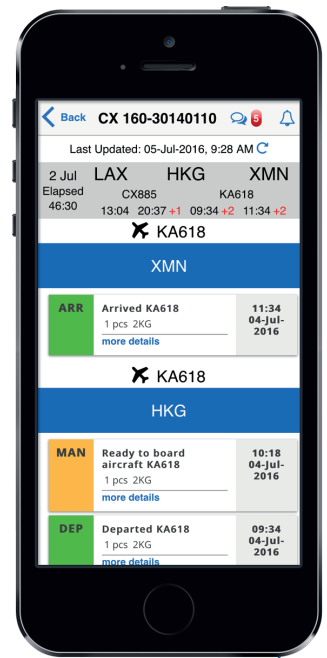 Back CX 160-30140110 5
Last Updated: 05-Jul-2016, 9:28 AM
2 Jul LAX HKG XMN
Elapsed CX885 KA618
46:30 13:04 20:37 +1 09:34 +2 11:34 +2
KA618
XMN
ARR Arrived KA618 11:34
1 pcs 2KG 04-Jul-
more details 2016
KA618
HKG
MAN Ready to board 10:18
aircraft KA618 04-Jul-
1 pcs 2KG 2016
more details
DEP Departed KA618 09:34
1 pcs 2KG 04-Jul-
more details 2016